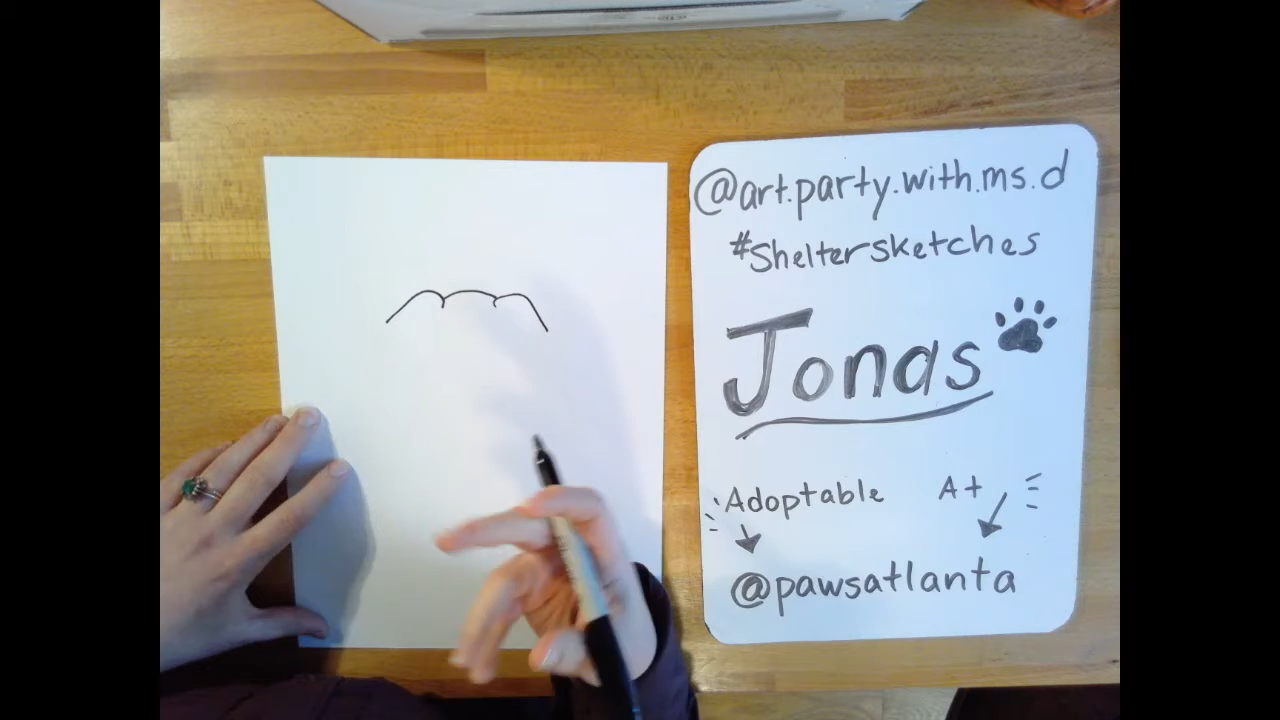 @art.party.with.ms.d
#Sheltersketches
Jonas
Adoptable A+
@pawsatlanta